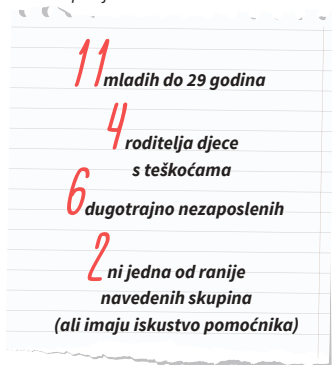 11 mladih do 29 godina
4 roditelja djece
s teškoćama
6 dugotrajno nezaposlenih
2 ni jedna od ranije
navedenih skupina
(ali imaju iskustvo pomoćnika)